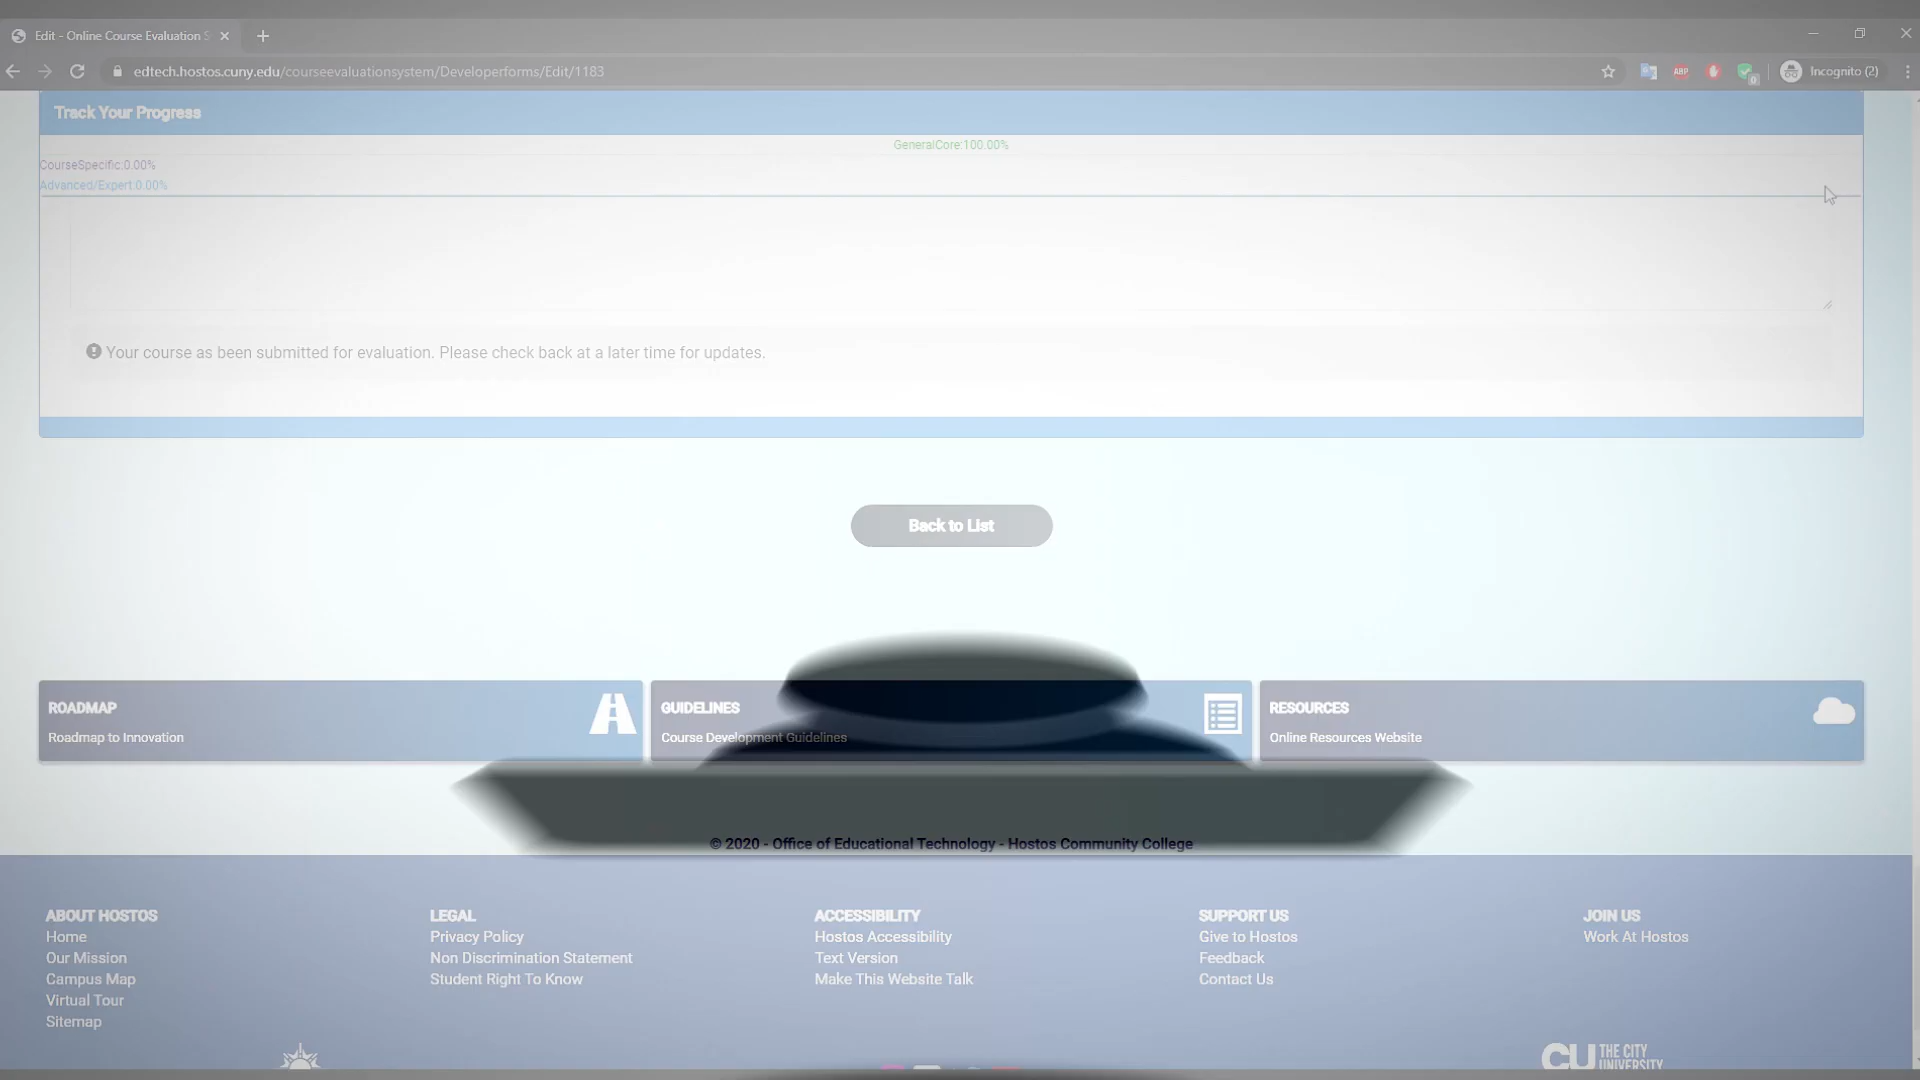 Edit - Online Course Evaluation S
edtech.hostos.cuny.edu/courseevaluationsystem/Developerforms/Edit/1183
ABP
0
Incognito (2)
Track Your Progress
GeneralCore:100.00%
CourseSpecific:0.00%
Advanced/Expert:0.00%
Your course as been submitted for evaluation. Please check back at a later time for updates.
Back to List
ROADMAP
Roadmap to Innovation
GUIDELINES
Course Development Guidelines
RESOURCES
Online Resources Website
© 2020 - Office of Educational Technology - Hostos Community College
ABOUT HOSTOS
Home
Our Mission
Campus Map
Virtual Tour
Sitemap
LEGAL
Privacy Policy
Non Discrimination Statement
Student Right To Know
ACCESSIBILITY
Hostos Accessibility
Text Version
Make This Website Talk
SUPPORT US
Give to Hostos
Feedback
Contact Us
JOIN US
Work At Hostos
CU THE CITY
UNIVERSITY